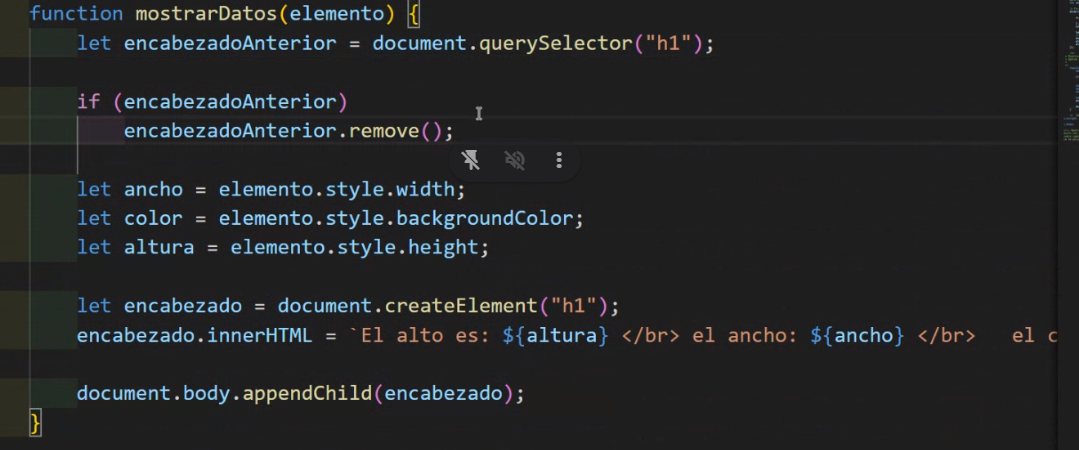 function mostrarDatos(elemento) {
    let encabezadoAnterior = document.querySelector("h1");
    if (encabezadoAnterior)
        encabezadoAnterior.remove();
    let ancho = elemento.style.width;
    let color = elemento.style.backgroundColor;
    let altura = elemento.style.height;
    let encabezado = document.createElement("h1");
    encabezado.innerHTML = `El alto es: ${altura} </br> el ancho: ${ancho} </br>   el c
    document.body.appendChild(encabezado);
}